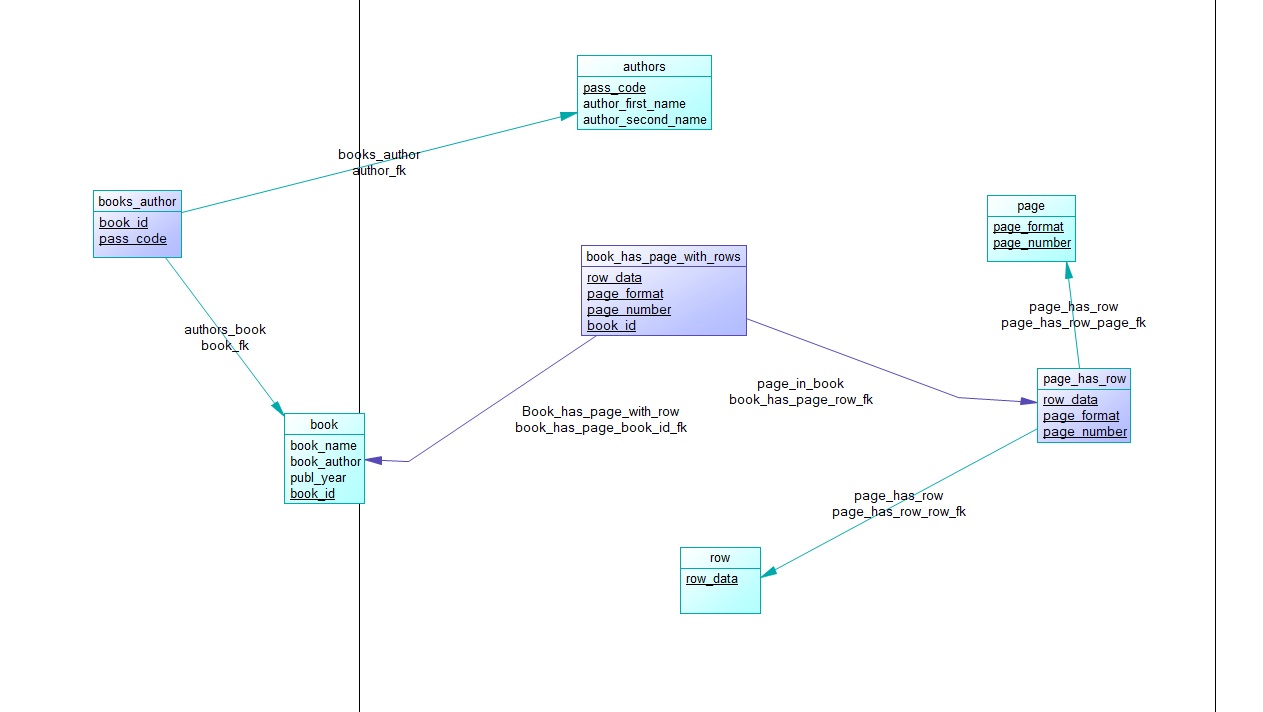 authors
pass_code
author_first_name
author_second_name
books_author
author_fk
books_author
book_id
pass_code
page
page_format
page_number
book_has_page_with_rows
row_data
page_format
page_number
book_id
page_has_row
page_has_row_page_fk
authors_book
book_fk
page_has_row
row_data
page_format
page_number
page_in_book
book_has_page_row_fk
Book_has_page_with_row
book_has_page_book_id_fk
book
book_name
book_author
publ_year
book_id
page_has_row
page_has_row_row_fk
row
row_data